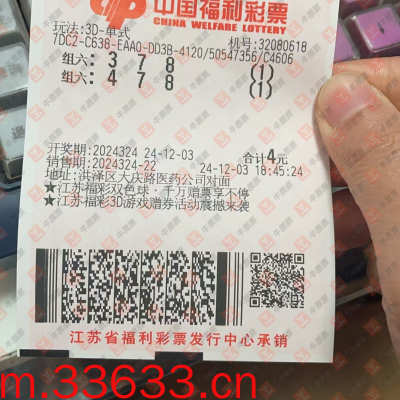 中国福利彩票
CHINA WELFARE LOTTERY
玩法:3D-单式 机号:32080618
7DC2-C638-EAA0-DD3B-4120/50547356/C4606
组六: 3 7 8 (1)
组六: 4 7 8 (1)
开奖期:2024324 24-12-03 合计4元
销售期:2024324-22 24-12-03 18:45:24
地址:洪泽区大庆路医药公司对面
★江苏福彩双色球·千万赠票享不停
★江苏福彩3D游戏赠券活动震撼来袭
江苏省福利彩票发行中心承销
m.33633.cn